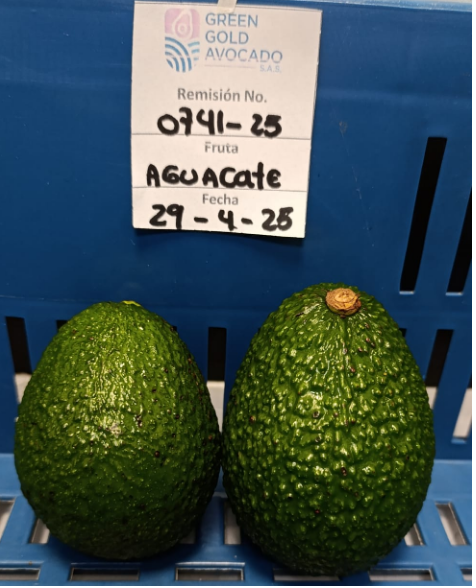 GREEN
GOLD
AVOCADO
S.A.S.
Remisión No.
0741-25
Fruta
AGUACate
Fecha
29-4-25